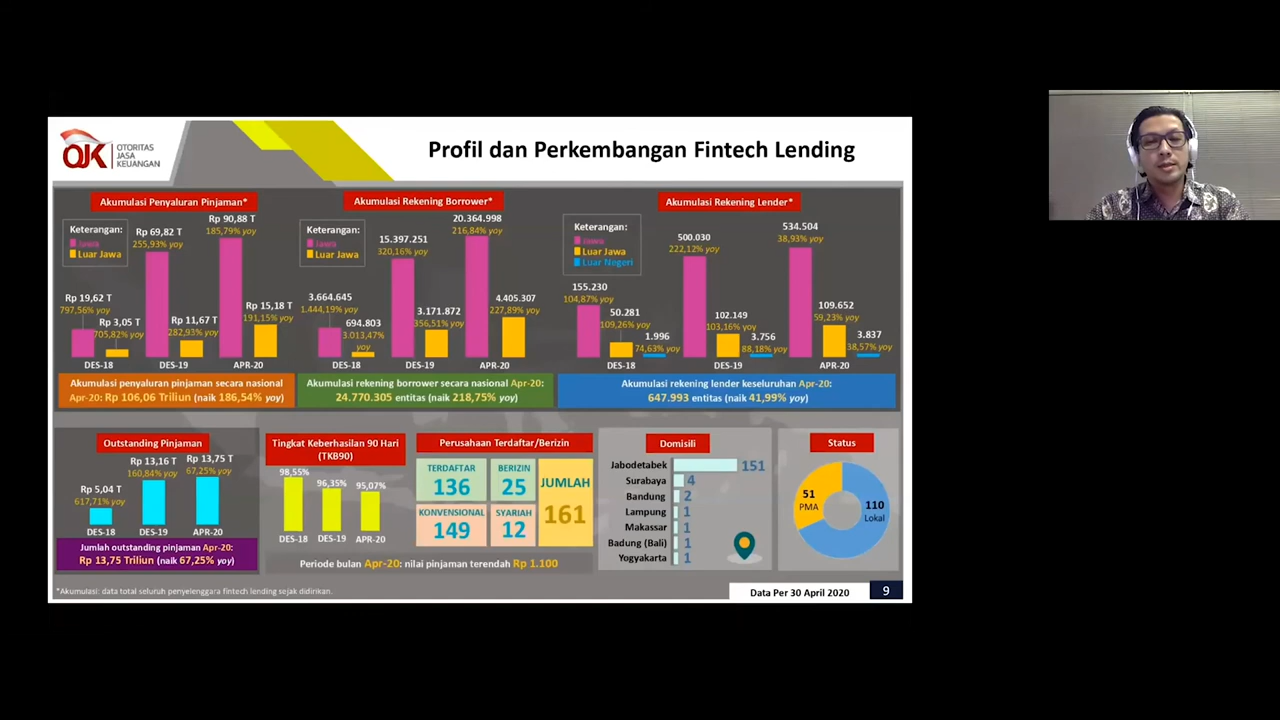 OJK
OTORITAS
JASA
KEUANGAN
Profil dan Perkembangan Fintech Lending
Akumulasi Penyaluran Pinjaman*
Keterangan:
Jawa
Luar Jawa
Rp 19,62 T
797,56% yoy
Rp 3,05 T
705,82% yoy
DES-18
Rp 69,82 T
255,93% yoy
Rp 11,67 T
282,93% yoy
DES-19
Rp 90,88 T
185,79% yoy
Rp 15,18 T
191,15% yoy
APR-20
Akumulasi penyaluran pinjaman secara nasional
Apr-20: Rp 106,06 Triliun (naik 186,54% yoy)
Akumulasi Rekening Borrower*
Keterangan:
Jawa
Luar Jawa
3.664.645
1.444,19% yoy
694.803
3.013,47%
yoy
DES-18
15.397.251
320,16% yoy
3.171.872
356,51% yoy
DES-19
20.364.998
216,84% yoy
4.405.307
227,89% yoy
APR-20
Akumulasi rekening borrower secara nasional Apr-20:
24.770.305 entitas (naik 218,75% yoy)
Akumulasi Rekening Lender*
Keterangan:
Jawa
Luar Jawa
Luar Negeri
155.230
104,87% yoy
50.281
109,26% yoy
1.996
74,63% yoy
DES-18
500.030
222,12% yoy
102.149
103,16% yoy
3.756
88,18% yoy
DES-19
534.504
38,93% yoy
109.652
59,23% yoy
3.837
38,57% yoy
APR-20
Akumulasi rekening lender keseluruhan Apr-20:
647.993 entitas (naik 41,99% yoy)
Outstanding Pinjaman
Rp 5,04 T
617,71% yoy
DES-18
Rp 13,16 T
160,84% yoy
DES-19
Rp 13,75 T
67,25% yoy
APR-20
Jumlah outstanding pinjaman Apr-20:
Rp 13,75 Triliun (naik 67,25% yoy)
Tingkat Keberhasilan 90 Hari
(TKB90)
98,55%
DES-18
96,35%
DES-19
95,07%
APR-20
Perusahaan Terdaftar/Berizin
TERDAFTAR
136
BERIZIN
25
KONVENSIONAL
149
SYARIAH
12
JUMLAH
161
Periode bulan Apr-20: nilai pinjaman terendah Rp 1.100
Domisili
Jabodetabek 151
Surabaya 4
Bandung 2
Lampung 1
Makassar 1
Badung (Bali) 1
Yogyakarta 1
Status
51
PMA
110
Lokal
*Akumulasi: data total seluruh penyelenggara fintech lending sejak didirikan.
Data Per 30 April 2020
9